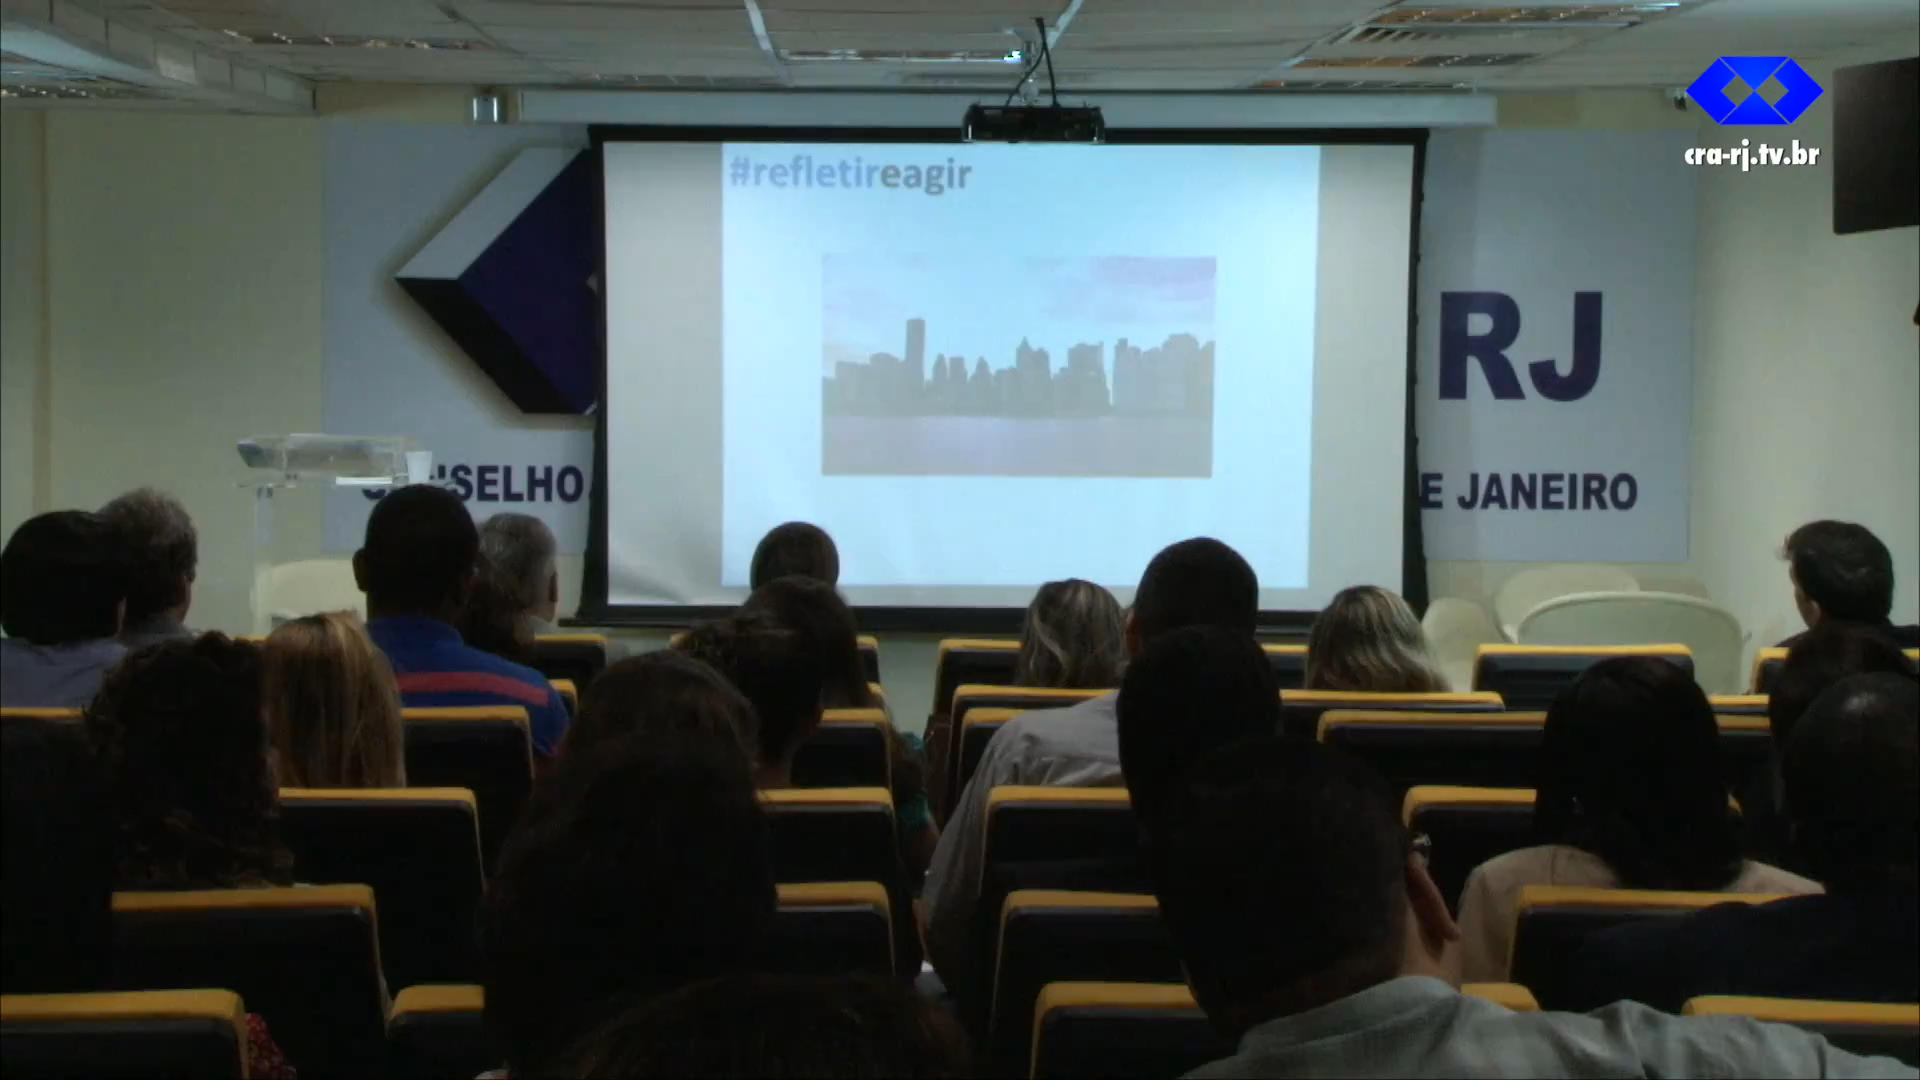 #refletireagir
cra-rj.tv.br
RJ
SELHO
E JANEIRO